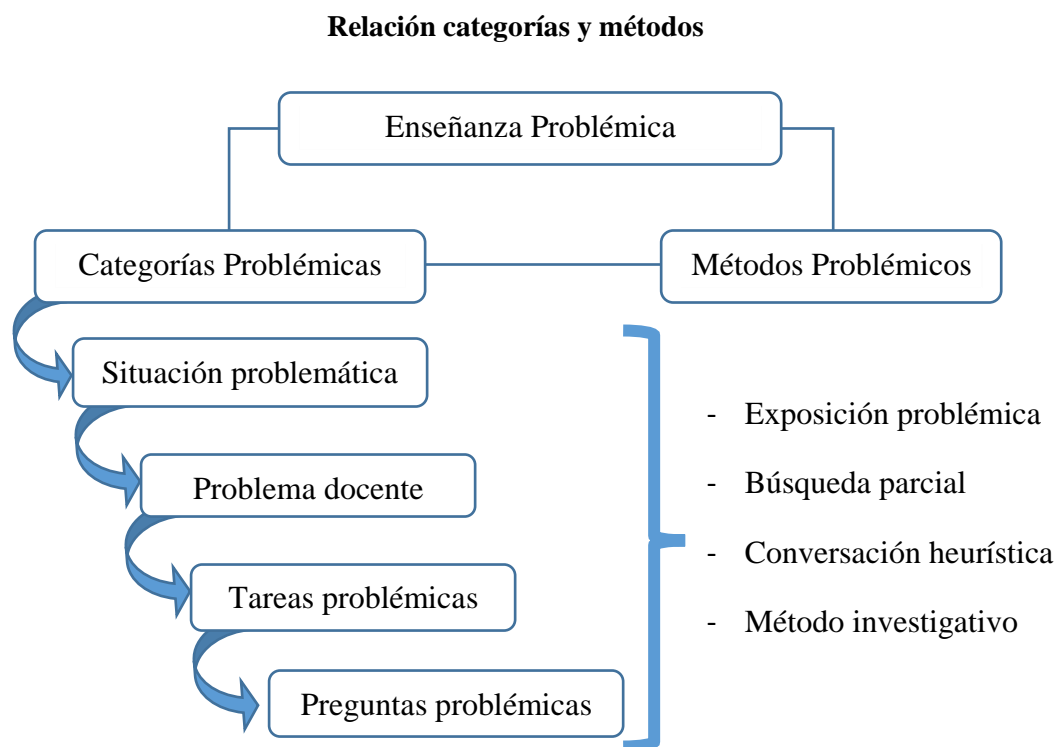 Relación categorías y métodos
Enseñanza Problémica
Categorías Problémicas
Métodos Problémicos
Situación problemática
Problema docente
Tareas problémicas
Preguntas problémicas
- Exposición problémica
- Búsqueda parcial
- Conversación heurística
- Método investigativo